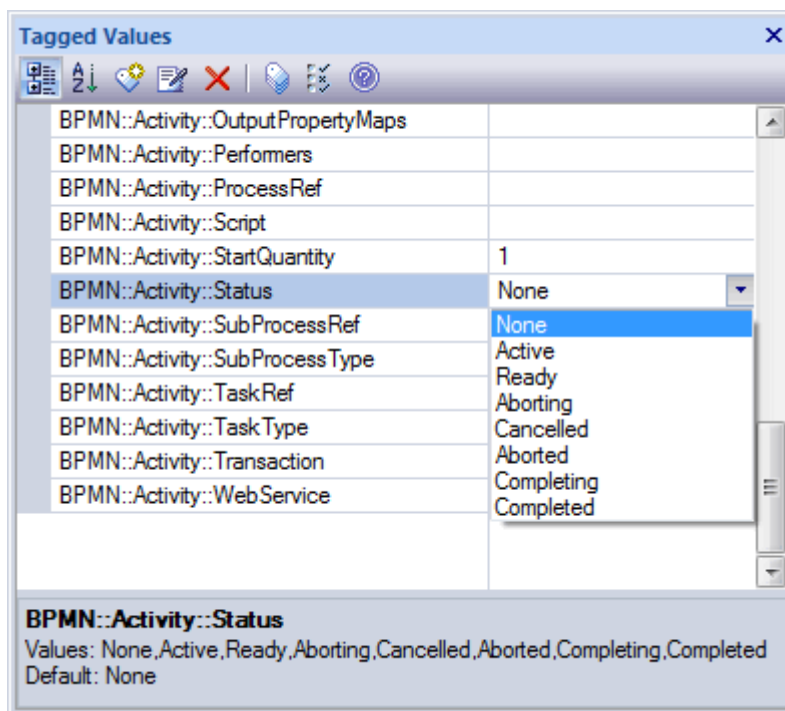 Tagged Values
BPMN::Activity::OutputPropertyMaps
BPMN::Activity::Performers
BPMN::Activity::ProcessRef
BPMN::Activity::Script
BPMN::Activity::StartQuantity 1
BPMN::Activity::Status None
BPMN::Activity::SubProcessRef
BPMN::Activity::SubProcessType
BPMN::Activity::TaskRef
BPMN::Activity::TaskType
BPMN::Activity::Transaction
BPMN::Activity::WebService
None
Active
Ready
Aborting
Cancelled
Aborted
Completing
Completed
BPMN::Activity::Status
Values: None,Active,Ready,Aborting,Cancelled,Aborted,Completing,Completed
Default: None